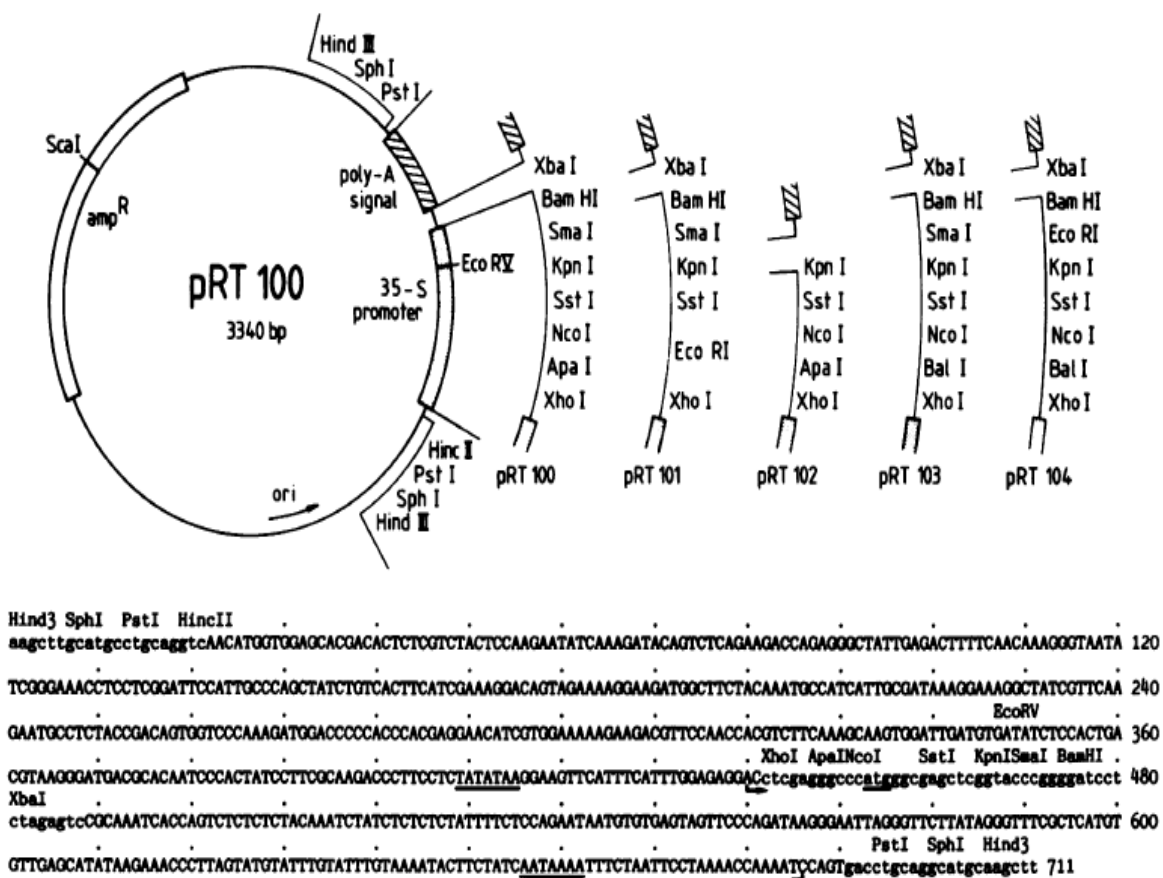 Hind III
Sph I
Pst I
ScaI
amp R
poly-A
signal
pRT 100
3340 bp
Eco RV
35-S
promoter
ori
Hinc II
Pst I
Sph I
Hind III
Xba I
Bam HI
Sma I
Kpn I
Sst I
Nco I
Apa I
Xho I
pRT 100
Xba I
Bam HI
Sma I
Kpn I
Sst I
Eco RI
Xho I
pRT 101
Kpn I
Sst I
Nco I
Apa I
Xho I
pRT 102
Xba I
Bam HI
Sma I
Kpn I
Sst I
Nco I
Bal I
Xho I
pRT 103
Xba I
Bam HI
Eco RI
Kpn I
Sst I
Nco I
Bal I
Xho I
pRT 104
Hind3 SphI PstI HincII
aagcttgcatgcctgcaggtcAACATGGTGGAGCACGACACTCTCGTCTACTCCAAGAATATCAAAGATACAGTCTCAGAAGACCAGAGGGCTATTGAGACTTTTCAACAAAGGGTAATA 120
TCGGGAAACCTCCTCGGATTCCATTGCCCAGCTATCTGTCACTTCATCGAAAGGACAGTAGAAAAGGAAGATGGCTTCTACAAATGCCATCATTGCGATAAAGGAAAGGCTATCGTTCAA 240
EcoRV
GAATGCCTCTACCGACAGTGGTCCCAAAGATGGACCCCCACCCACGAGGAACATCGTGGAAAAAGAAGACGTTCCAACCACGTCTTCAAAGCAAGTGGATTGATGTGATATCTCCACTGA 360
XhoI ApaINcoI SstI KpnISmaI BamHI
CGTAAGGGATGACGCACAATCCCACTATCCTTCGCAAGACCCTTCCTCTATATAAGGAAGTTCATTTCATTTGGAGAGGACctcgagggcccatgggcgagctcggtacccggggatcct 480
XbaI
ctagagtcCGCAAATCACCAGTCTCTCTCTACAAATCTATCTCTCTCTATTTTCTCCAGAATAATGTGTGAGTAGTTCCCAGATAAGGGAATTAGGGTTCTTATAGGGTTTCGCTCATGT 600
PstI SphI Hind3
GTTGAGCATATAAGAAACCCTTAGTATGTATTTGTATTTGTAAAATACTTCTATCAATAAAATTTCTAATTCCTAAAACCAAAATCCAGTgacctgcaggcatgcaagctt 711